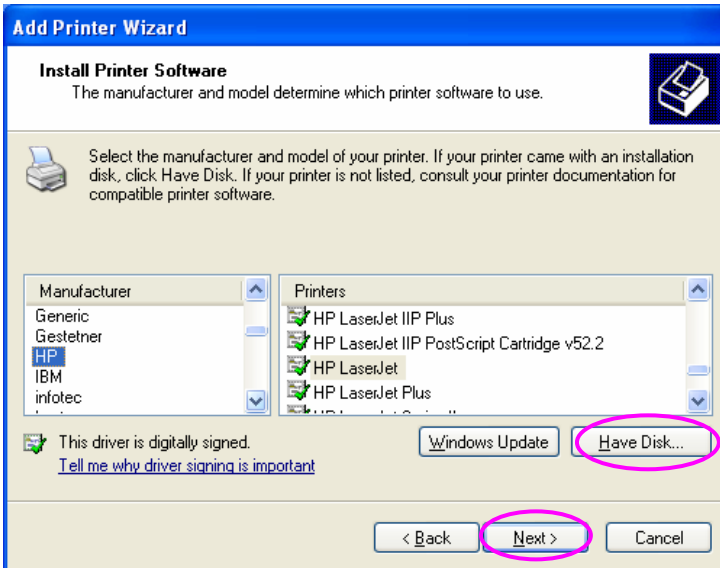 Add Printer Wizard
Install Printer Software
The manufacturer and model determine which printer software to use.
Select the manufacturer and model of your printer. If your printer came with an installation
disk, click Have Disk. If your printer is not listed, consult your printer documentation for
compatible printer software.
Manufacturer
Generic
Gestetner
HP
IBM
infotec
Printers
HP LaserJet IIP Plus
HP LaserJet IIP PostScript Cartridge v52.2
HP LaserJet
HP LaserJet Plus
This driver is digitally signed.
Tell me why driver signing is important
Windows Update
Have Disk...
< Back
Next >
Cancel